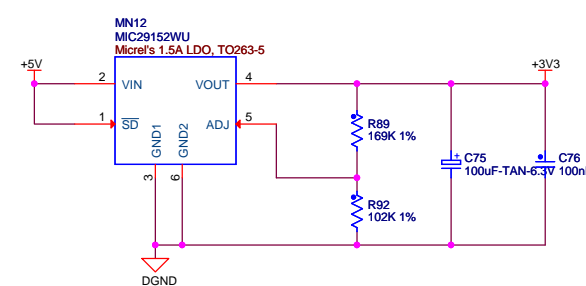 MN12
MIC29152WU
Micrel's 1.5A LDO, TO263-5
+5V
+3V3
2
VIN
VOUT
4
1
SD
ADJ
5
GND1
GND2
3
6
R89
169K 1%
R92
102K 1%
C75
100uF-TAN-6.3V
C76
100n
DGND